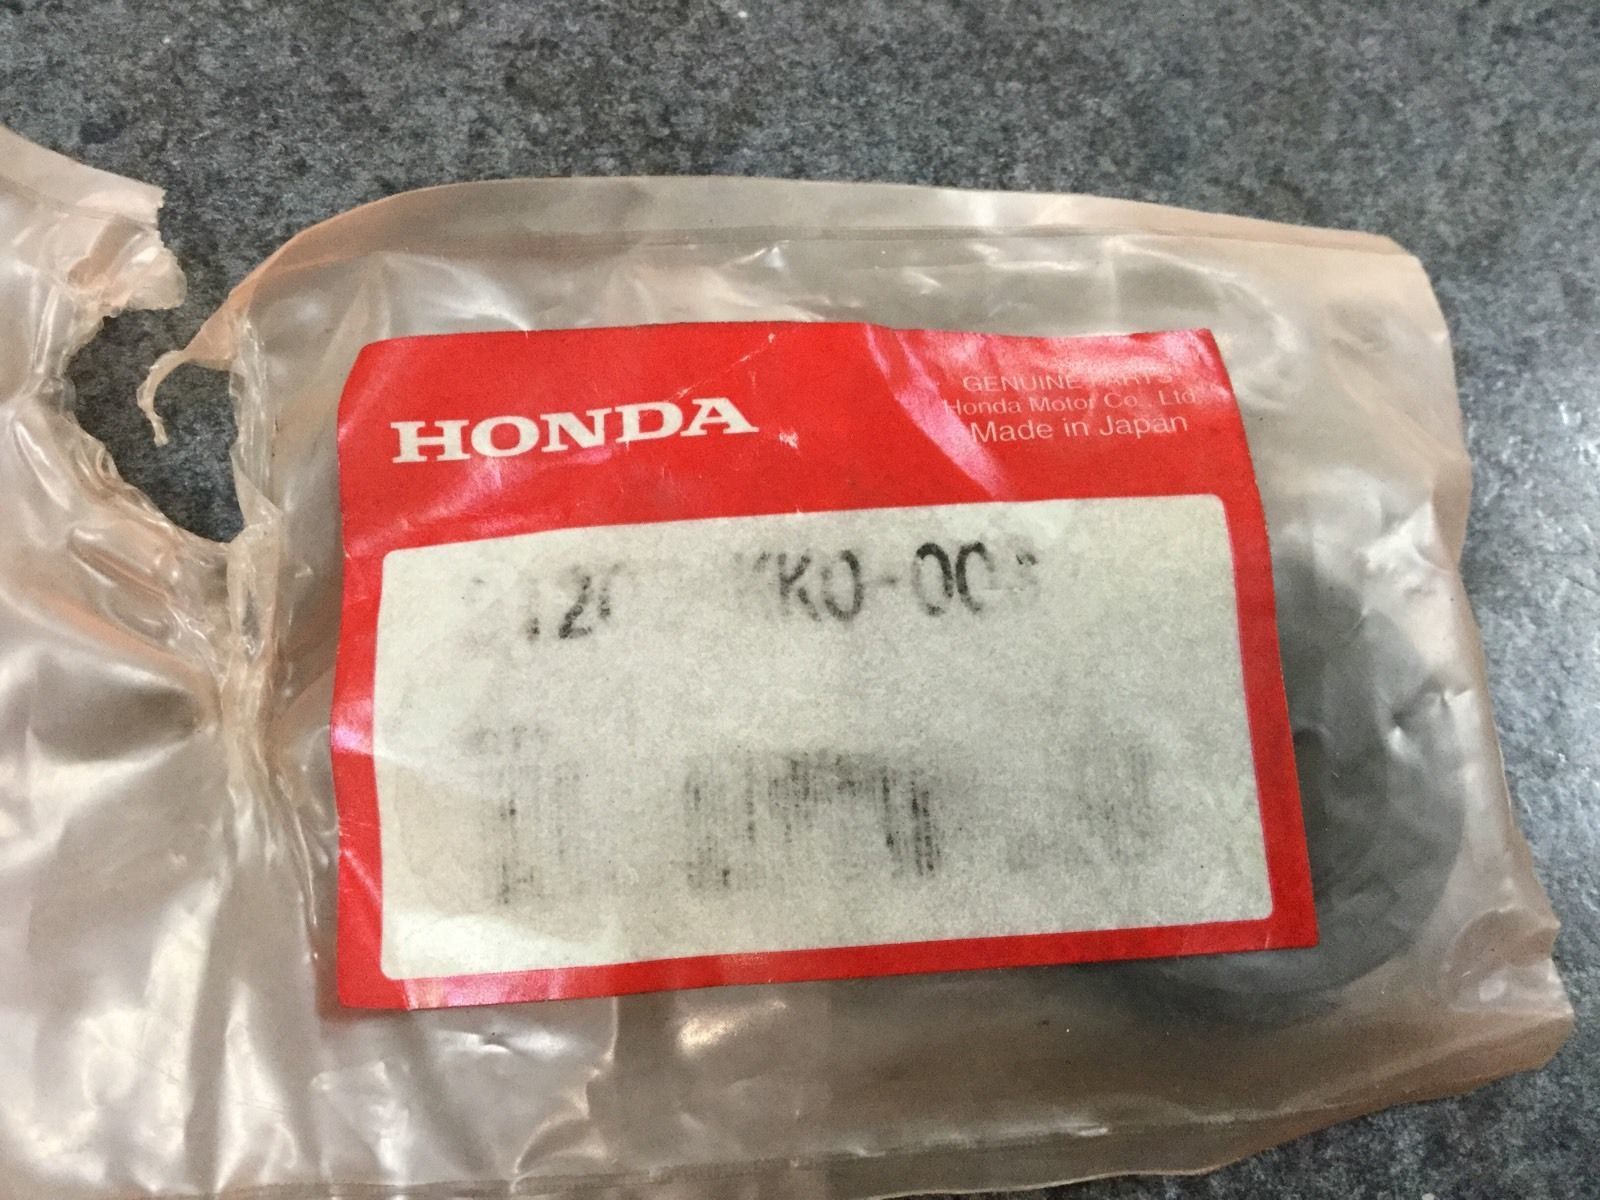 HONDA
GENUINE PARTS
Honda Motor Co., Ltd.
Made in Japan